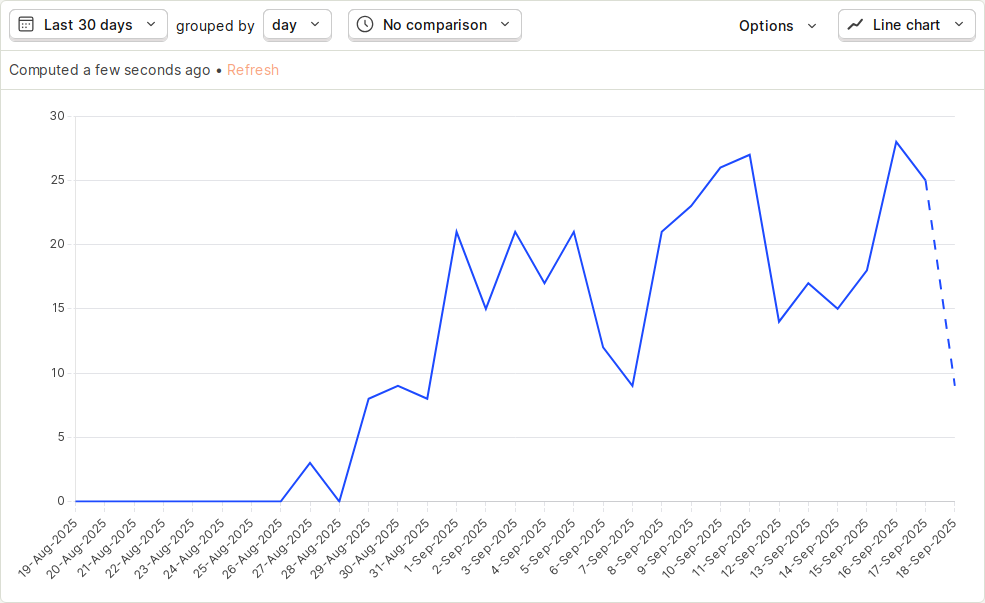 Last 30 days grouped by day No comparison Options Line chart
Computed a few seconds ago • Refresh
30
25
20
15
10
5
0
19-Aug-2025
20-Aug-2025
21-Aug-2025
22-Aug-2025
23-Aug-2025
24-Aug-2025
25-Aug-2025
26-Aug-2025
27-Aug-2025
28-Aug-2025
29-Aug-2025
30-Aug-2025
31-Aug-2025
1-Sep-2025
2-Sep-2025
3-Sep-2025
4-Sep-2025
5-Sep-2025
6-Sep-2025
7-Sep-2025
8-Sep-2025
9-Sep-2025
10-Sep-2025
11-Sep-2025
12-Sep-2025
13-Sep-2025
14-Sep-2025
15-Sep-2025
16-Sep-2025
17-Sep-2025
18-Sep-2025